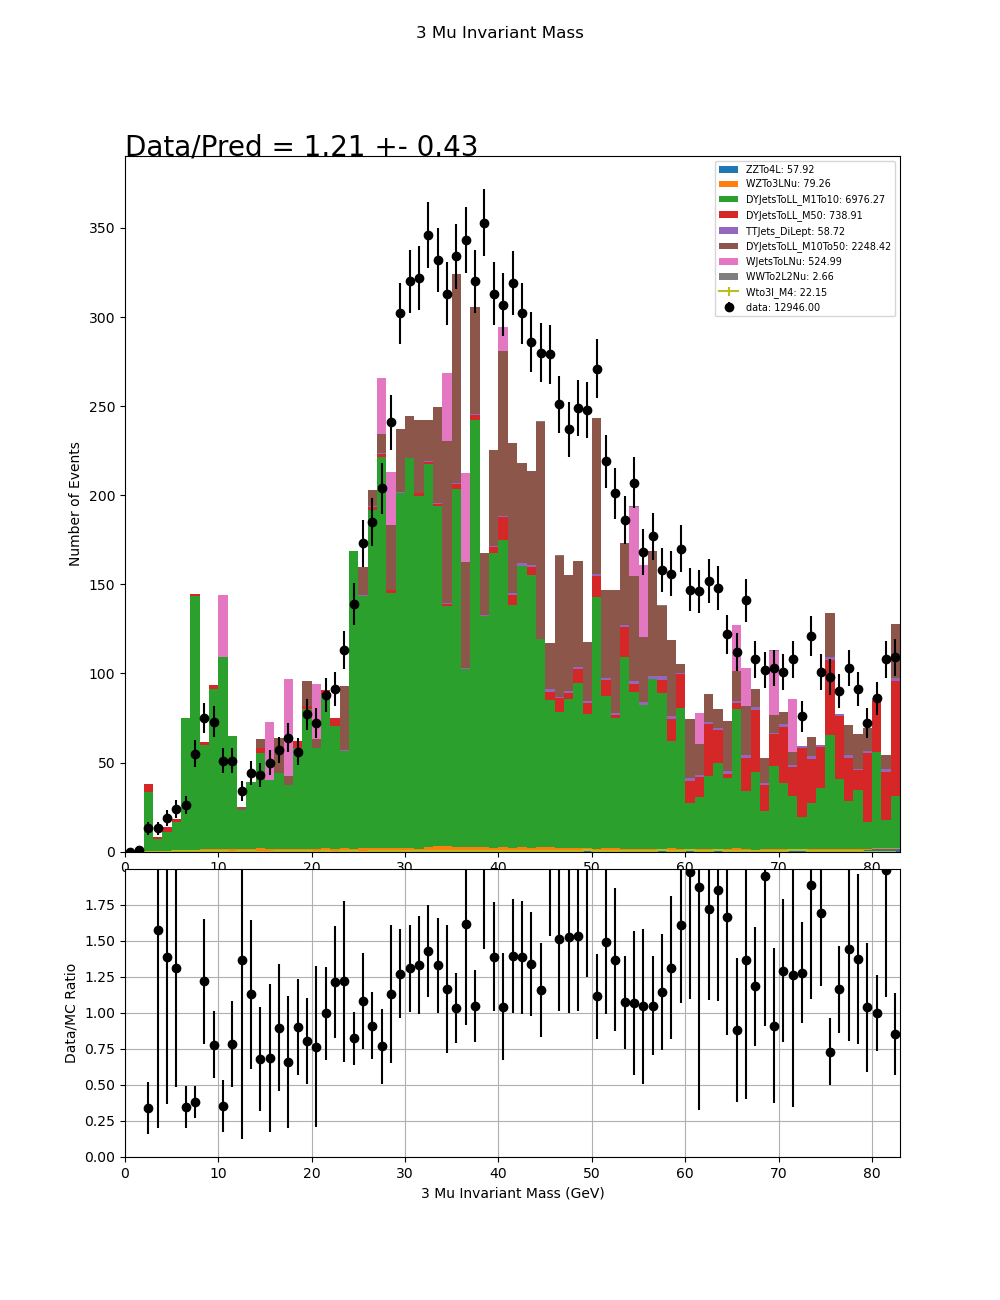 3 Mu Invariant Mass
Data/Pred = 1.21 +- 0.43
ZZTo4L: 57.92
WZTo3LNu: 79.26
DYJetsToLL_M1To10: 6976.27
DYJetsToLL_M50: 738.91
TTJets_DiLept: 58.72
DYJetsToLL_M10To50: 2248.42
WJetsToLNu: 524.99
WWTo2L2Nu: 2.66
Wto3l_M4: 22.15
data: 12946.00
Number of Events
350
300
250
200
150
100
50
0
0 10 20 30 40 50 60 70 80
Data/MC Ratio
1.75
1.50
1.25
1.00
0.75
0.50
0.25
0.00
0 10 20 30 40 50 60 70 80
3 Mu Invariant Mass (GeV)